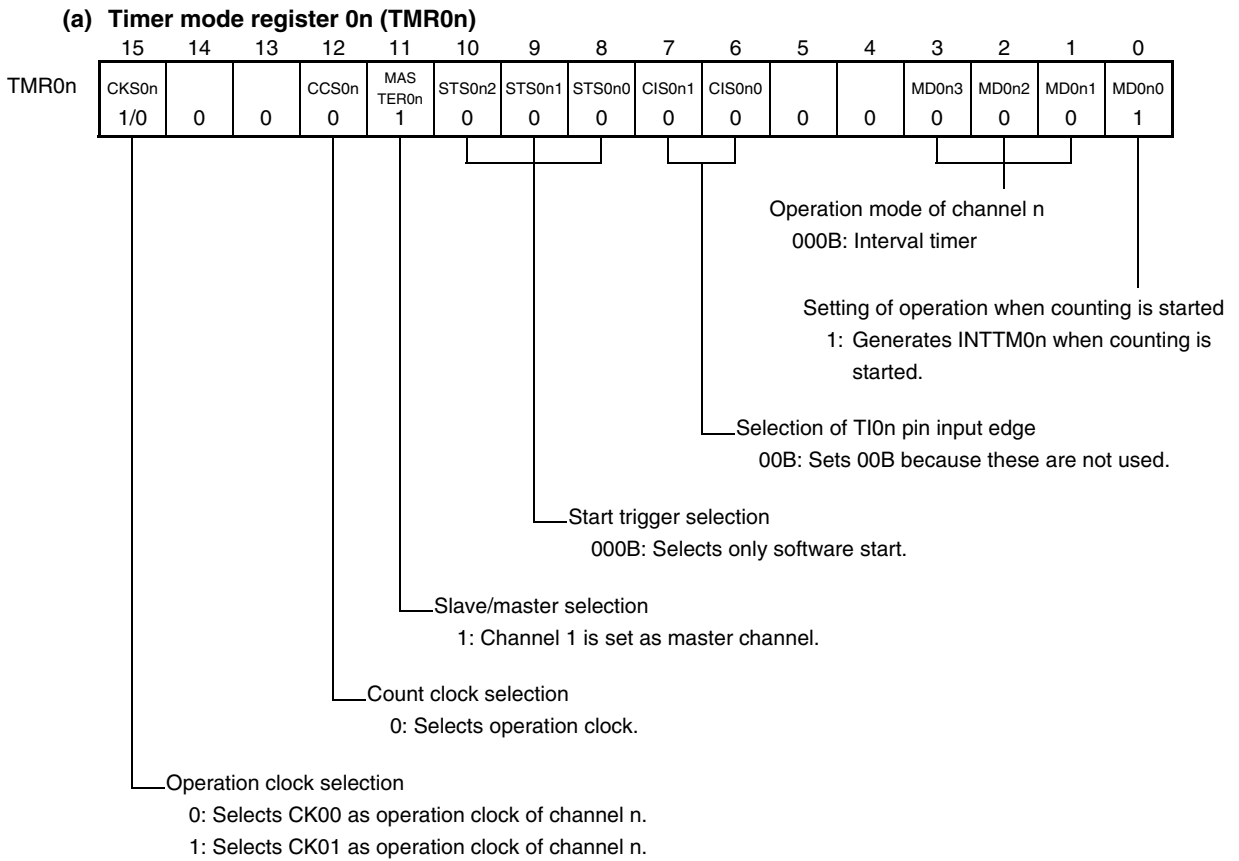 (a) Timer mode register 0n (TMR0n)
15 14 13 12 11 10 9 8 7 6 5 4 3 2 1 0
TMR0n
CKS0n CCS0n MAS TER0n STS0n2 STS0n1 STS0n0 CIS0n1 CIS0n0 MD0n3 MD0n2 MD0n1 MD0n0
1/0 0 0 0 1 0 0 0 0 0 0 0 0 0 0 1
Operation mode of channel n
000B: Interval timer
Setting of operation when counting is started
1: Generates INTTM0n when counting is
started.
Selection of TI0n pin input edge
00B: Sets 00B because these are not used.
Start trigger selection
000B: Selects only software start.
Slave/master selection
1: Channel 1 is set as master channel.
Count clock selection
0: Selects operation clock.
Operation clock selection
0: Selects CK00 as operation clock of channel n.
1: Selects CK01 as operation clock of channel n.